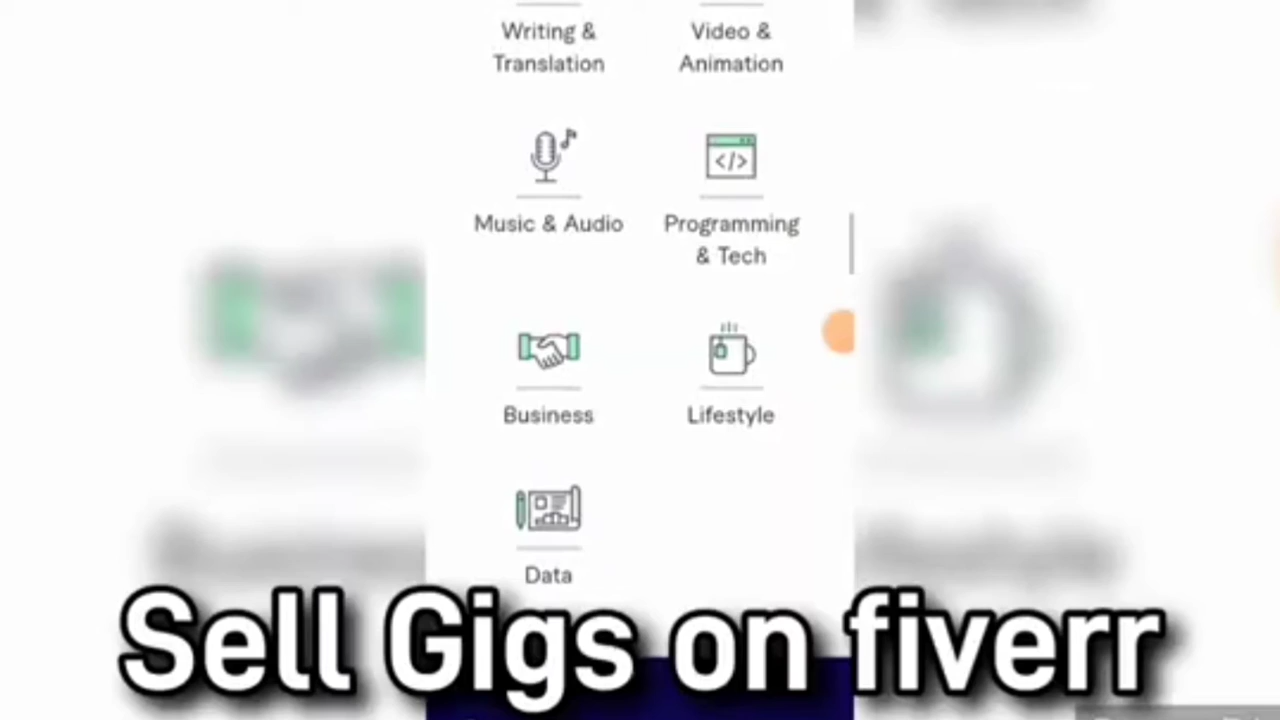 Writing & Video &
Translation Animation
Music & Audio Programming
& Tech
</>
Business Lifestyle
Data
Sell Gigs on fiverr